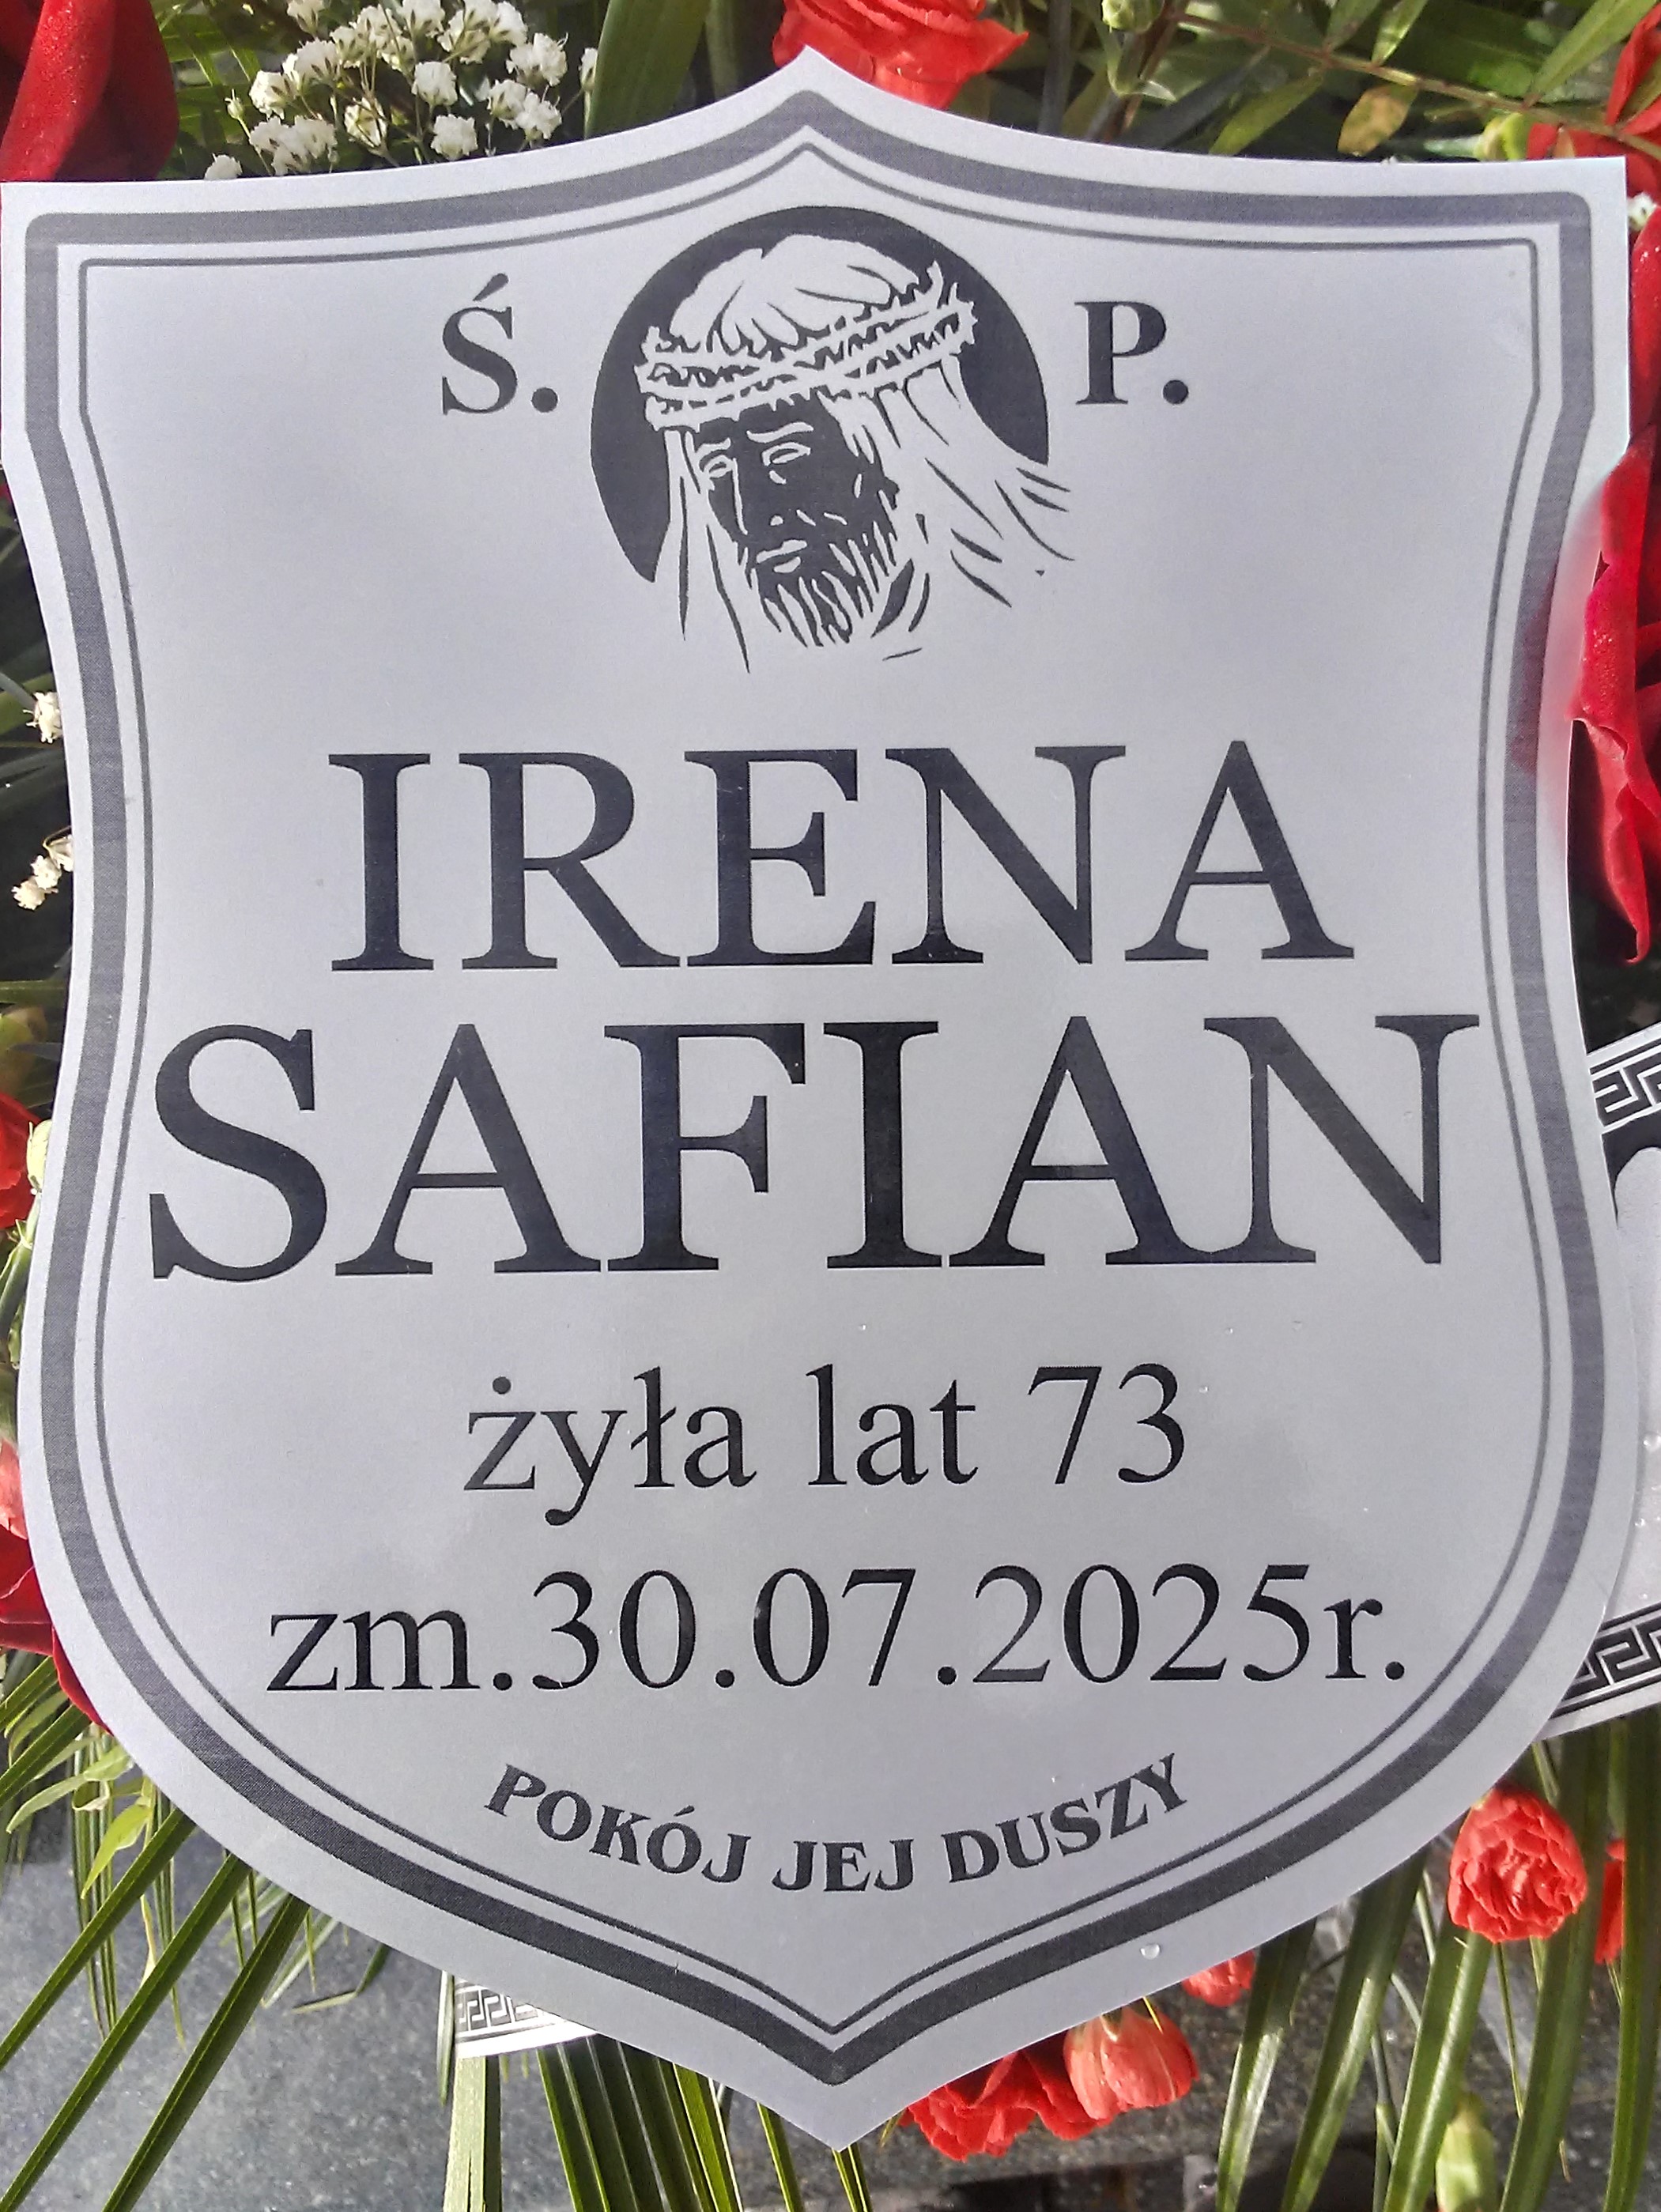 Ś. P.
IRENA
SAFIAN
żyła lat 73
zm.30.07.2025r.
POKÓJ JEJ DUSZY